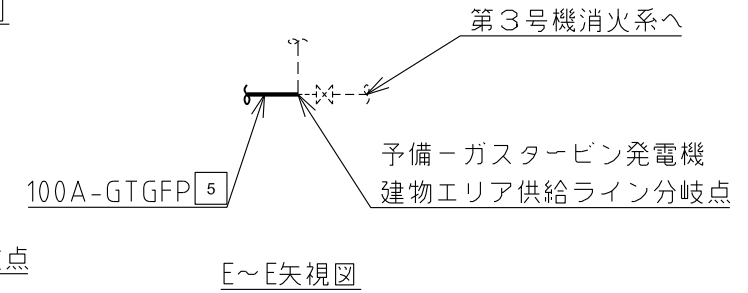 第３号機消火系へ
予備－ガスタービン発電機
建物エリア供給ライン分岐点
100A-GTGFP 5
点
E～E矢視図